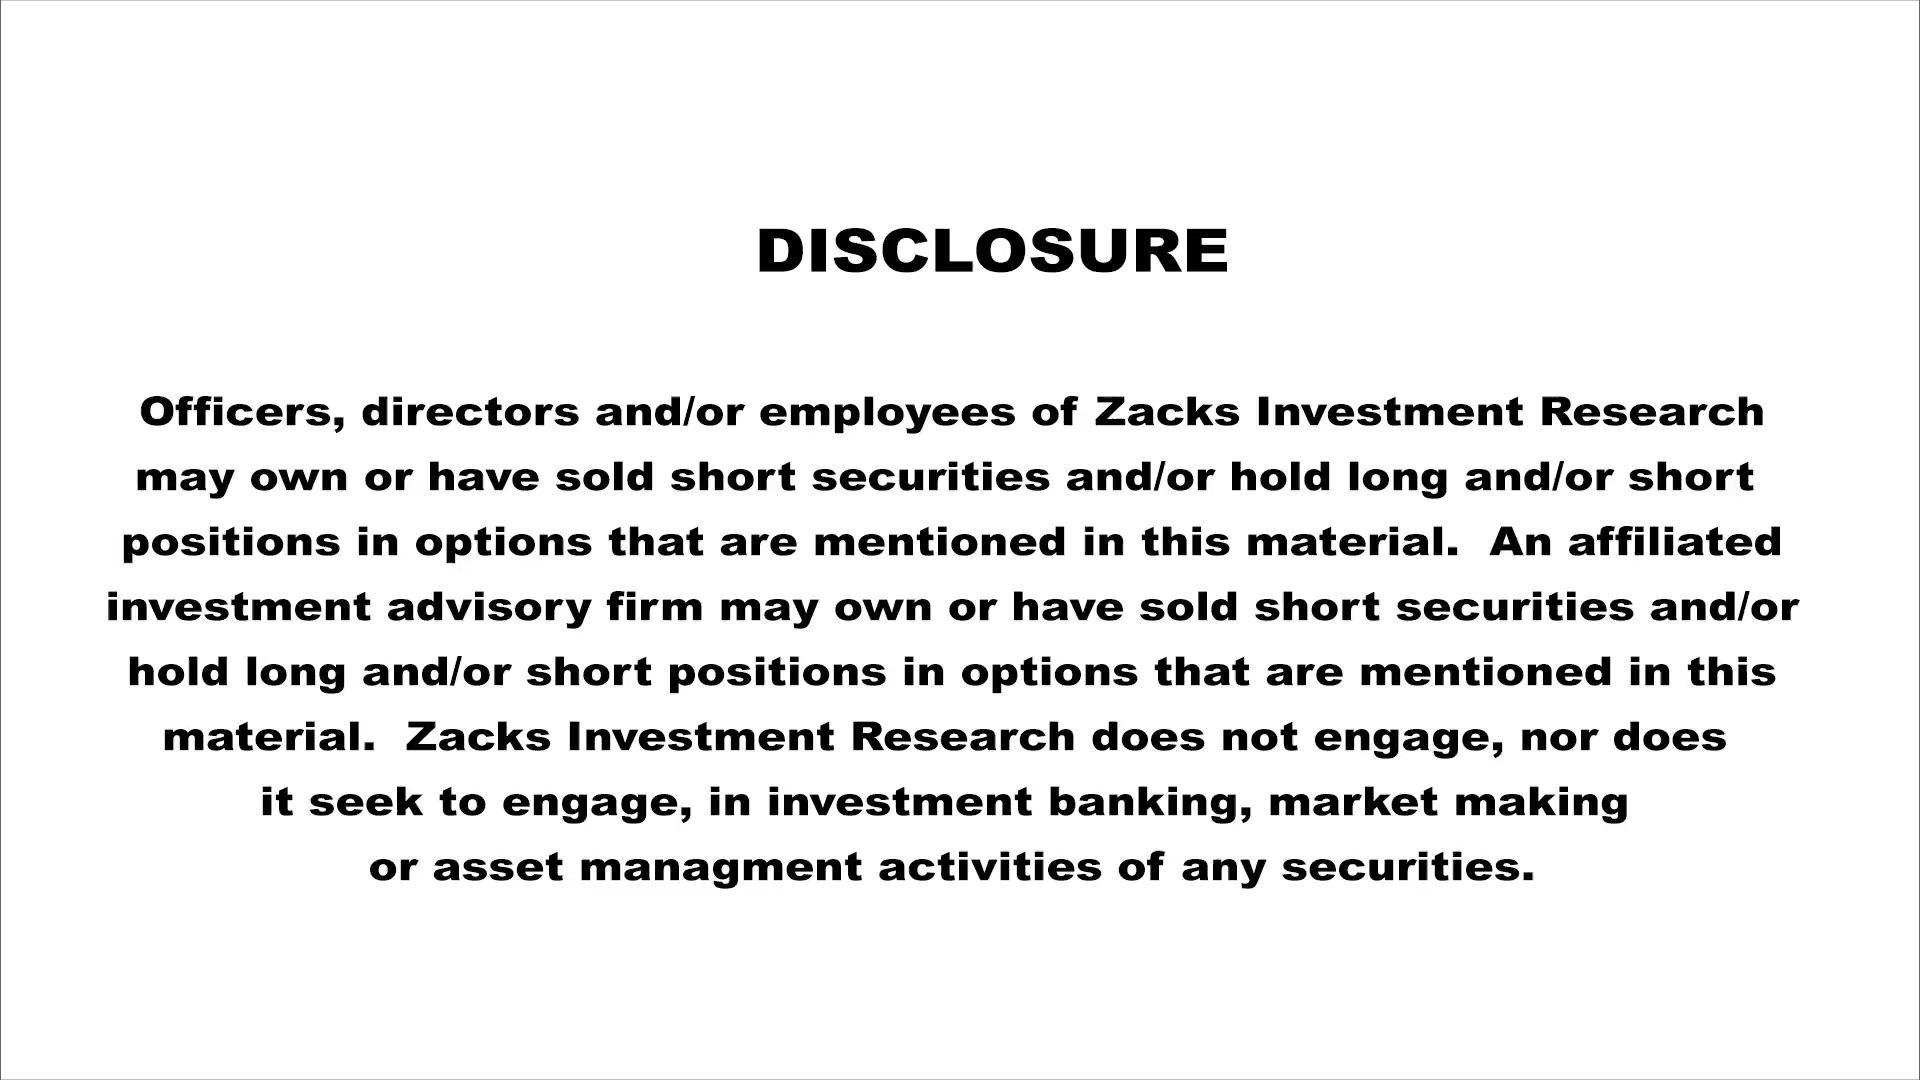 DISCLOSURE
Officers, directors and/or employees of Zacks Investment Research
may own or have sold short securities and/or hold long and/or short
positions in options that are mentioned in this material.  An affiliated
investment advisory firm may own or have sold short securities and/or
hold long and/or short positions in options that are mentioned in this
material.  Zacks Investment Research does not engage, nor does
it seek to engage, in investment banking, market making
or asset managment activities of any securities.